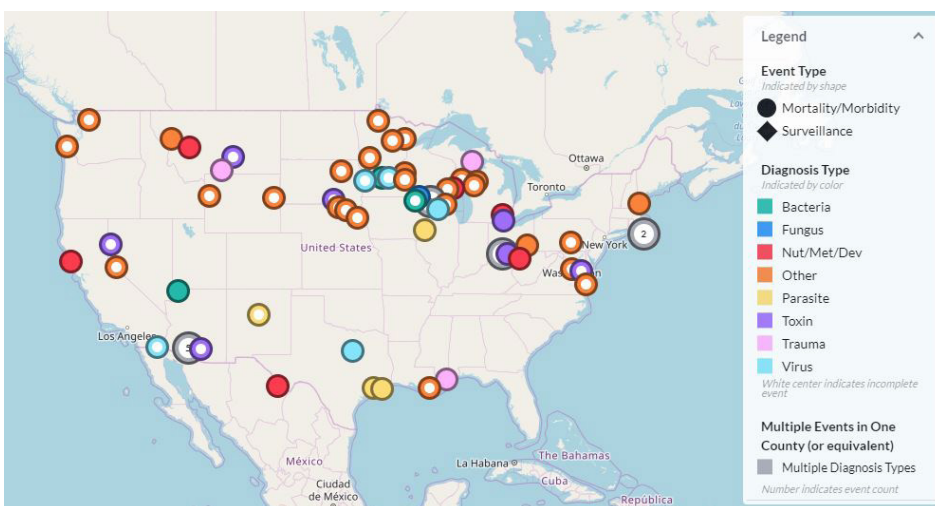 Legend
Event Type
Indicated by shape
Mortality/Morbidity
Surveillance
Diagnosis Type
Indicated by color
Bacteria
Fungus
Nut/Met/Dev
Other
Parasite
Toxin
Trauma
Virus
White center indicates incomplete
event
Multiple Events in One
County (or equivalent)
Multiple Diagnosis Types
Number indicates event count
Ottawa
Toronto
2
New York
United States
Los Angeles
The Bahamas
La Habana
México
Cuba
Ciudad
de México
República